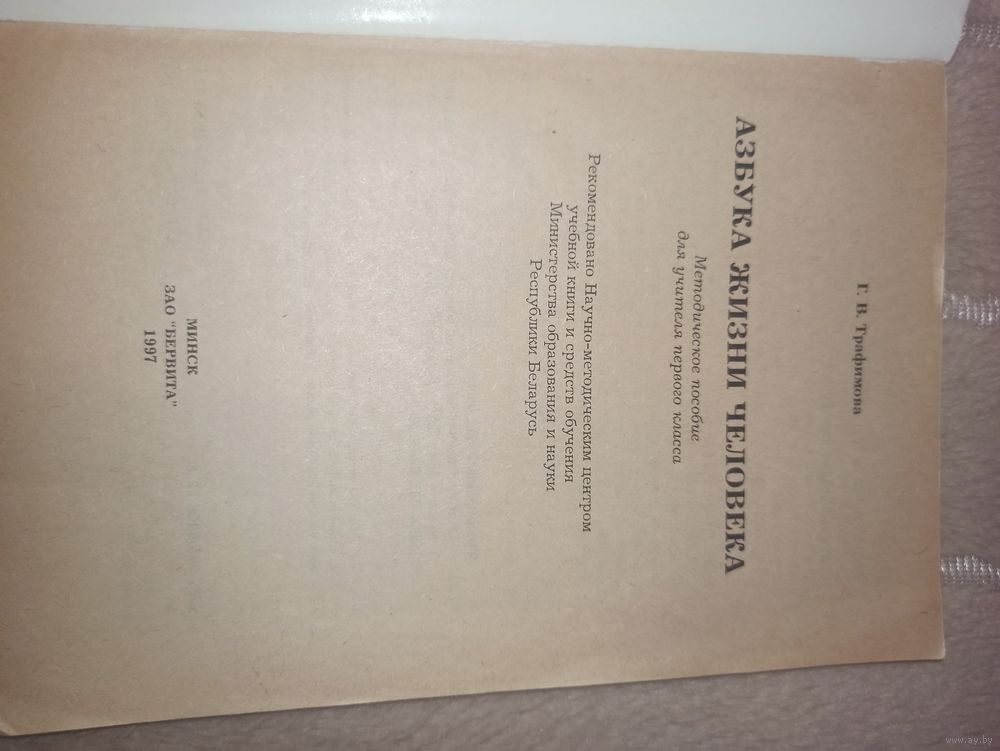 Г. В. Трафимова
АЗБУКА ЖИЗНИ ЧЕЛОВЕКА
Методическое пособие
для учителя первого класса
Рекомендовано Научно-методическим центром
учебной книги и средств обучения
Министерства образования и науки
Республики Беларусь
МИНСК
ЗАО "БЕРВИТА"
1997
www.ay.by